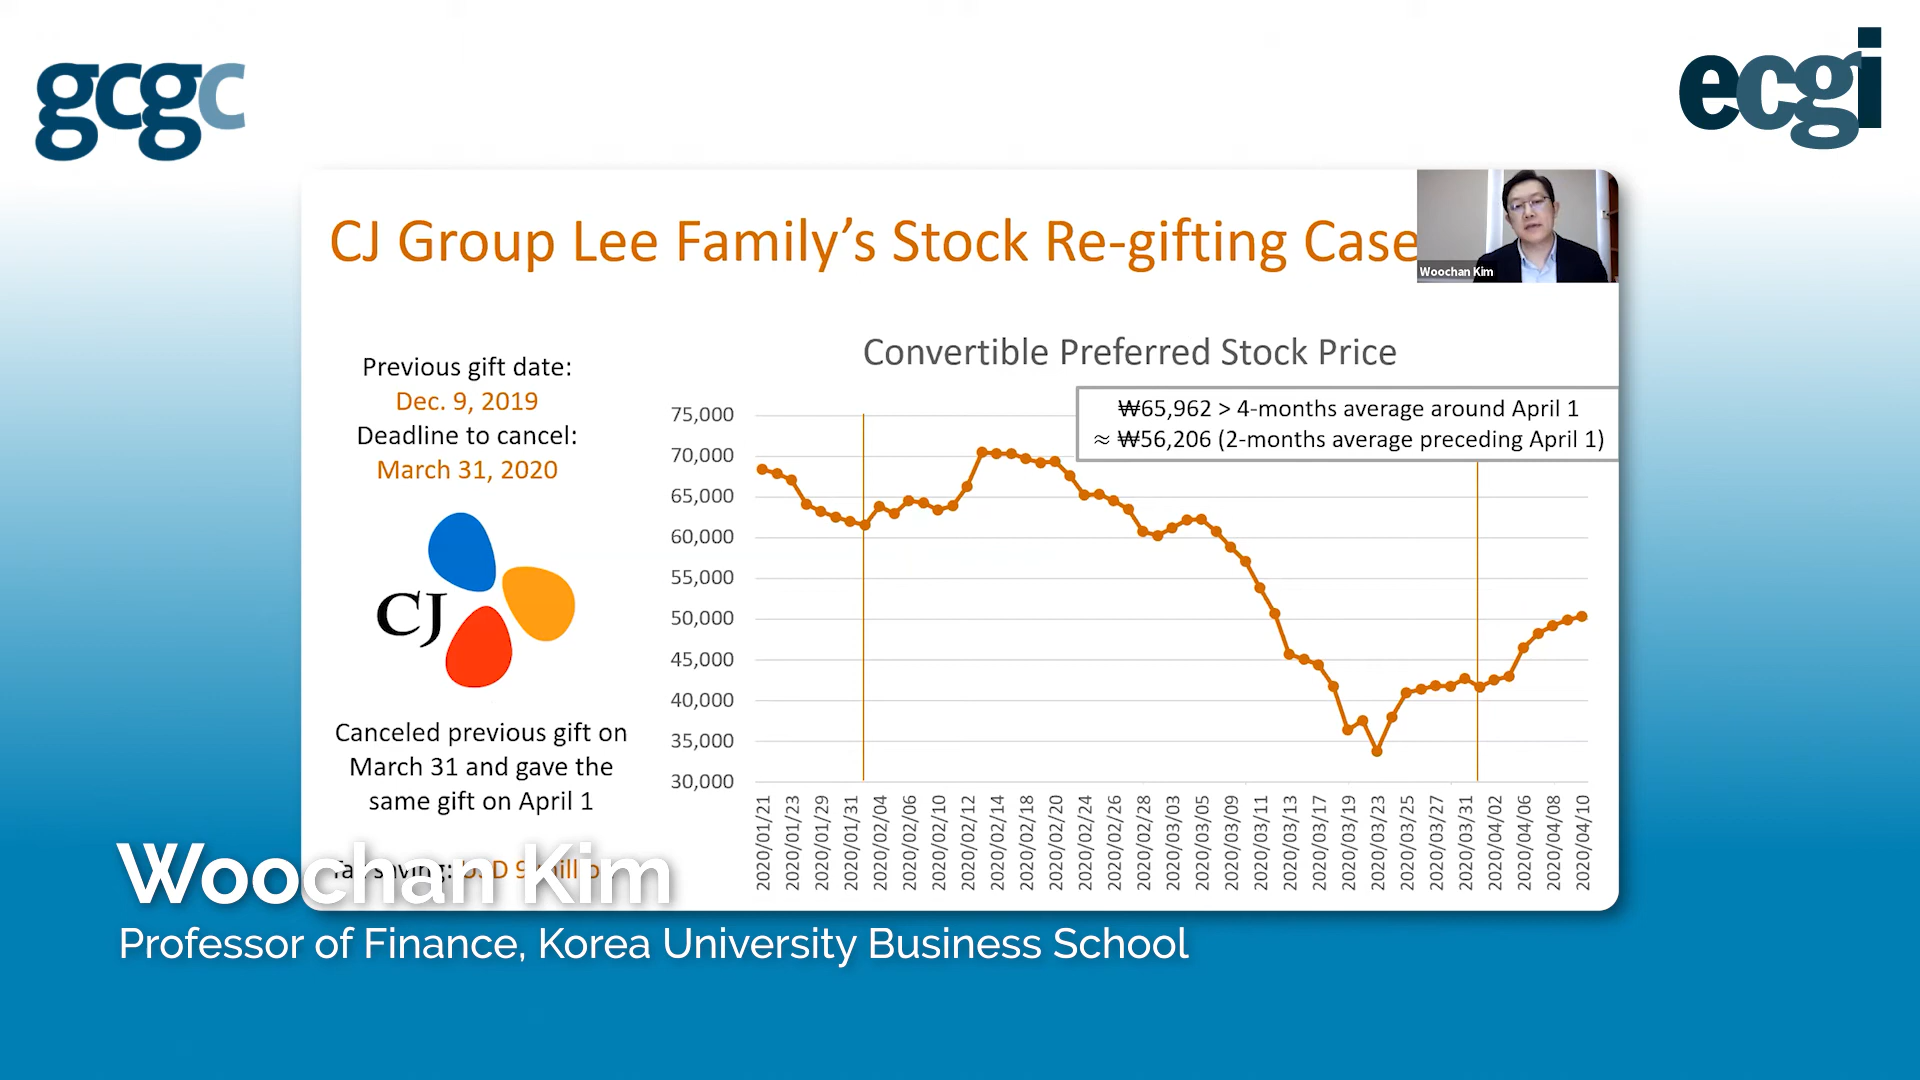 gcgc
ecgi
CJ Group Lee Family's Stock Re-gifting Case
Woochan Kim
Previous gift date:
Dec. 9, 2019
Deadline to cancel:
March 31, 2020
CJ
Canceled previous gift on
March 31 and gave the
same gift on April 1
Convertible Preferred Stock Price
₩65,962 > 4-months average around April 1
≈ ₩56,206 (2-months average preceding April 1)
75,000
70,000
65,000
60,000
55,000
50,000
45,000
40,000
35,000
30,000
2020/01/21
2020/01/23
2020/01/29
2020/01/31
2020/02/04
2020/02/06
2020/02/10
2020/02/12
2020/02/14
2020/02/18
2020/02/20
2020/02/24
2020/02/26
2020/02/28
2020/03/03
2020/03/05
2020/03/09
2020/03/11
2020/03/13
2020/03/17
2020/03/19
2020/03/23
2020/03/25
2020/03/27
2020/03/31
2020/04/02
2020/04/06
2020/04/08
2020/04/10
saving:
Woochan Kim
Professor of Finance, Korea University Business School